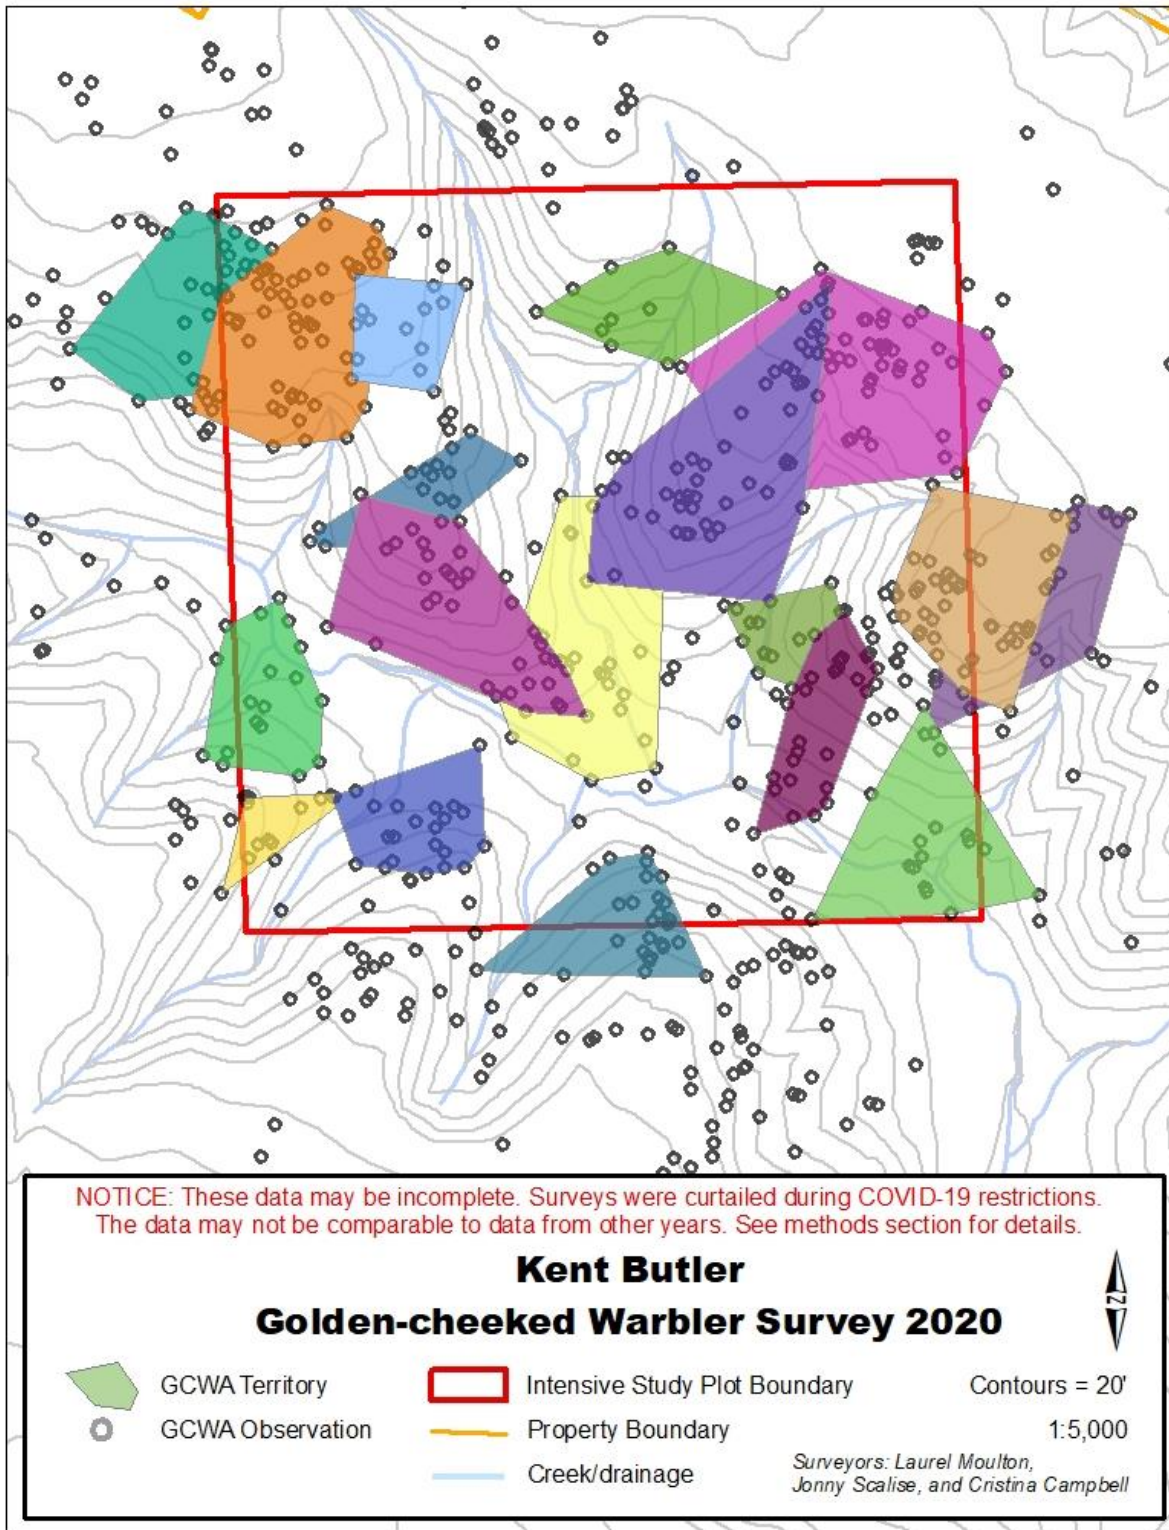 NOTICE: These data may be incomplete. Surveys were curtailed during COVID-19 restrictions.
The data may not be comparable to data from other years. See methods section for details.
Kent Butler
Golden-cheeked Warbler Survey 2020
N
GCWA Territory
Intensive Study Plot Boundary
Contours = 20'
GCWA Observation
Property Boundary
1:5,000
Creek/drainage
Surveyors: Laurel Moulton,
Jonny Scalise, and Cristina Campbell